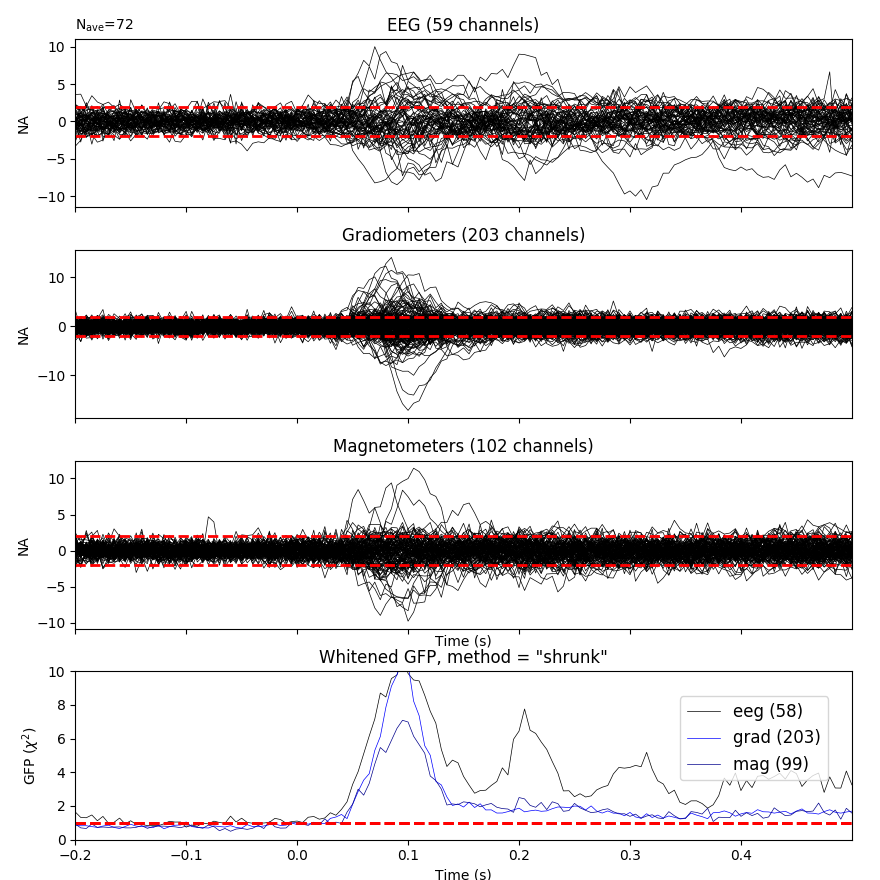 N_ave=72
EEG (59 channels)
10
5
0
−5
−10
NA
Gradiometers (203 channels)
10
0
−10
NA
Magnetometers (102 channels)
10
5
0
−5
−10
NA
Time (s)
Whitened GFP, method = "shrunk"
10
8
6
4
2
0
GFP (χ²)
eeg (58)
grad (203)
mag (99)
−0.2 −0.1 0.0 0.1 0.2 0.3 0.4
Time (s)